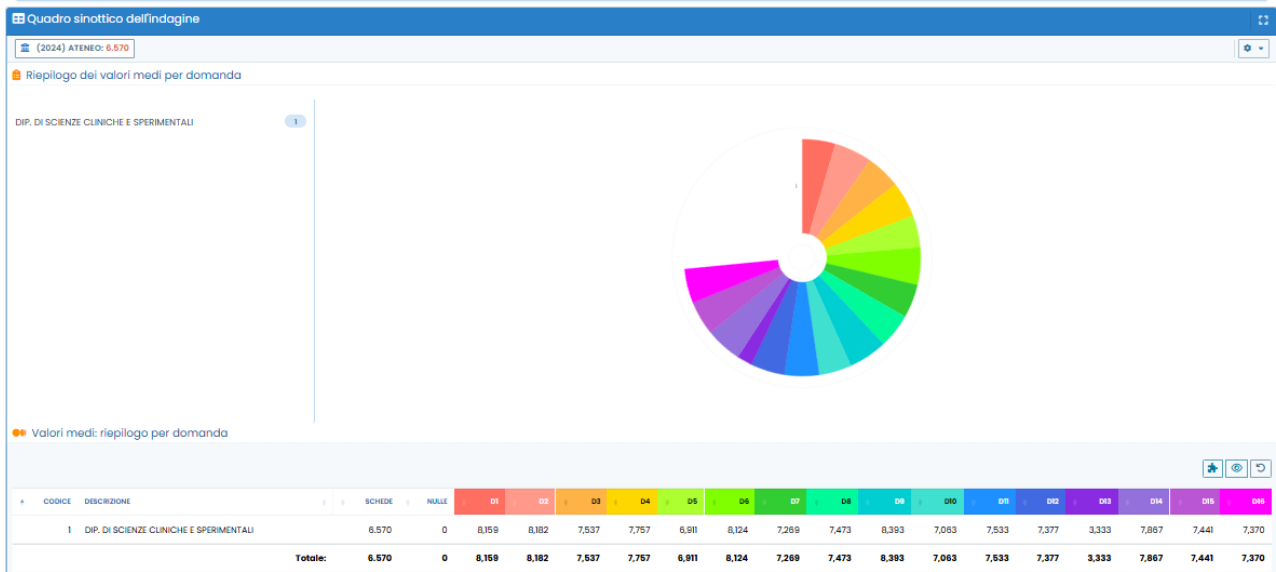 Quadro sinottico dell'indagine
(2024) ATENEO: 6.570
Riepilogo dei valori medi per domanda
DIP. DI SCIENZE CLINICHE E SPERIMENTALI 1
Valori medi: riepilogo per domanda
CODICE DESCRIZIONE SCHEDE NULLE D1 D2 D3 D4 D5 D6 D7 D8 D9 D10 D11 D12 D13 D14 D15 D16
1 DIP. DI SCIENZE CLINICHE E SPERIMENTALI 6.570 0 8,159 8,182 7,537 7,757 6,911 8,124 7,269 7,473 8,393 7,063 7,533 7,377 3,333 7,867 7,441 7,370
Totale: 6.570 0 8,159 8,182 7,537 7,757 6,911 8,124 7,269 7,473 8,393 7,063 7,533 7,377 3,333 7,867 7,441 7,370